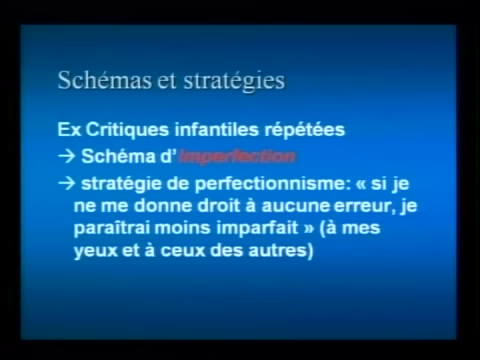 Schémas et stratégies
Ex Critiques infantiles répétées
→ Schéma d'imperfection
→ stratégie de perfectionnisme: « si je
ne me donne droit à aucune erreur, je
paraîtrai moins imparfait » (à mes
yeux et à ceux des autres)